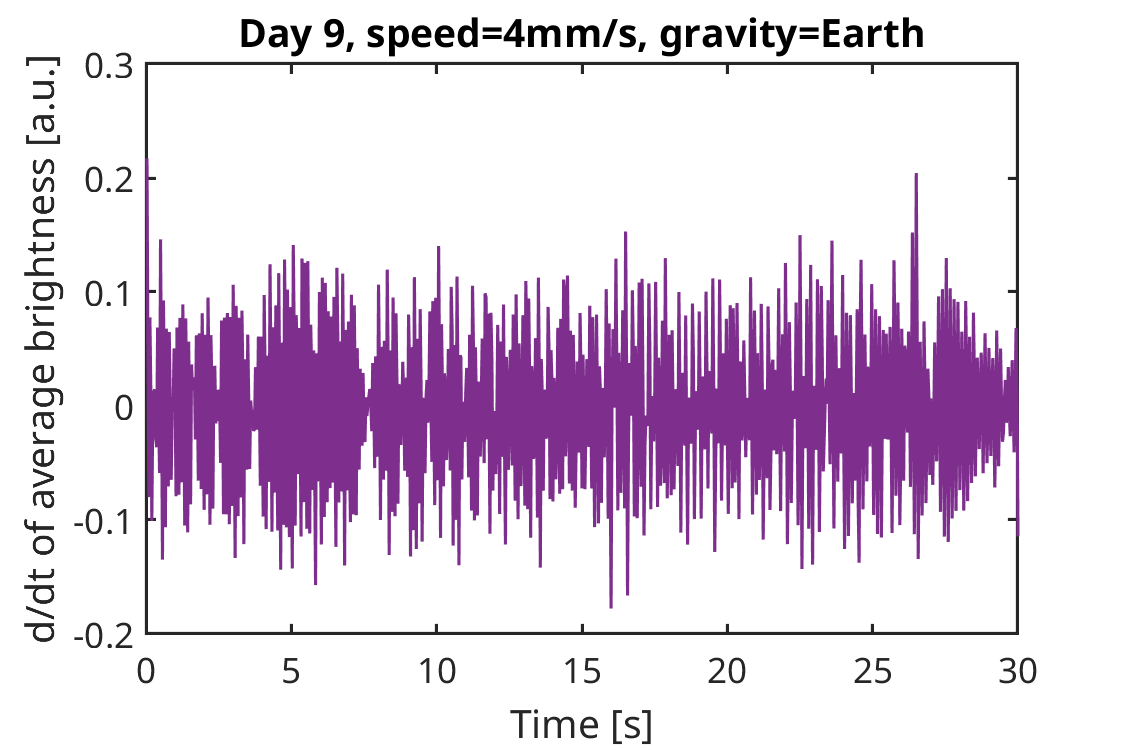 Day 9, speed=4mm/s, gravity=Earth
d/dt of average brightness [a.u.]
0.3
0.2
0.1
0
-0.1
-0.2
0 5 10 15 20 25 30
Time [s]